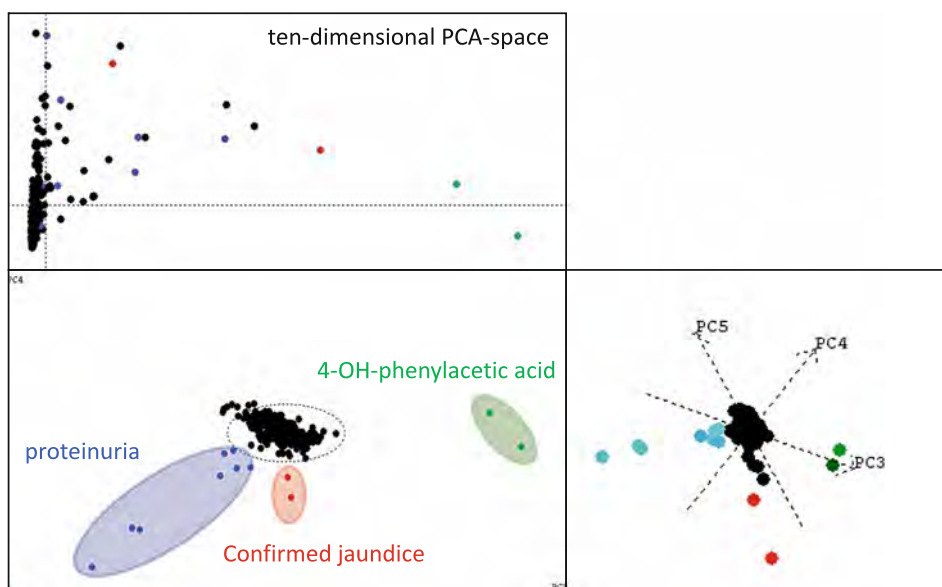 ten-dimensional PCA-space
PC4
PC5
PC4
4-OH-phenylacetic acid
proteinuria
PC3
Confirmed jaundice